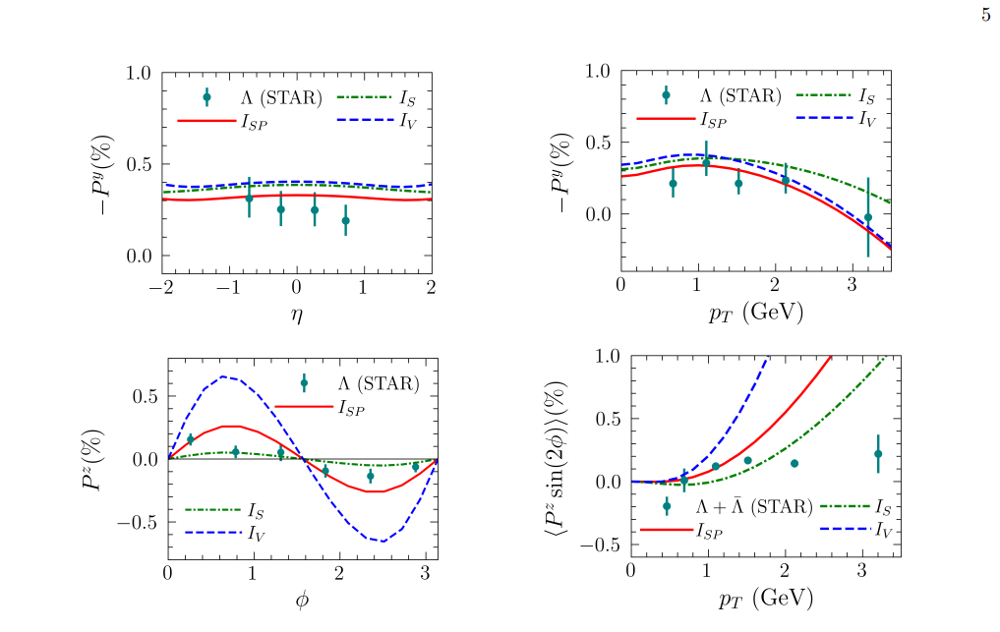 5
1.0
0.5
0.0
−P^y(%)
Λ (STAR)
I_S
I_SP
I_V
−2 −1 0 1 2
η
1.0
0.5
0.0
−P^y(%)
Λ (STAR)
I_S
I_SP
I_V
0 1 2 3
p_T (GeV)
0.5
0.0
−0.5
P^z(%)
Λ (STAR)
I_SP
I_S
I_V
0 1 2 3
φ
1.0
0.5
0.0
−0.5
⟨P^z sin(2φ)⟩(%)
Λ + Λ̄ (STAR)
I_S
I_SP
I_V
0 1 2 3
p_T (GeV)